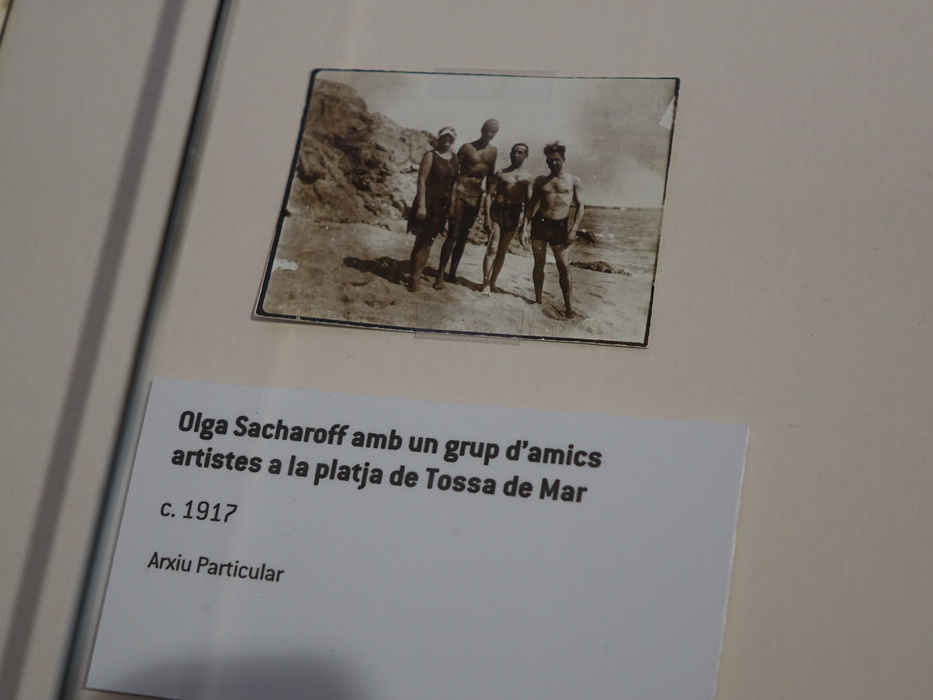 Olga Sacharoff amb un grup d'amics
artistes a la platja de Tossa de Mar
c. 1917
Arxiu Particular